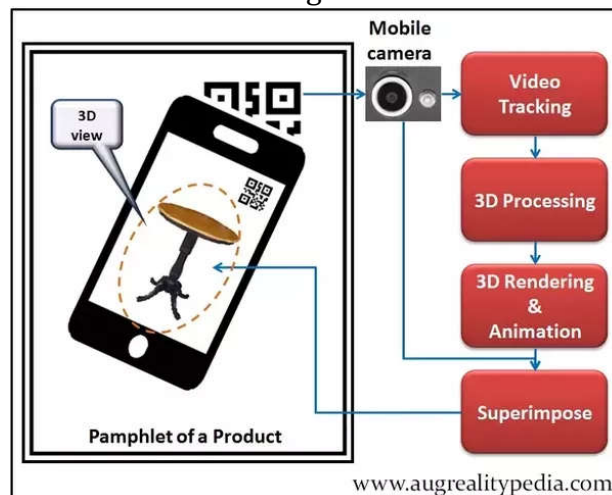 Mobile
camera
Video
Tracking
3D
view
3D Processing
3D Rendering
&
Animation
Superimpose
Pamphlet of a Product
www.augrealitypedia.com